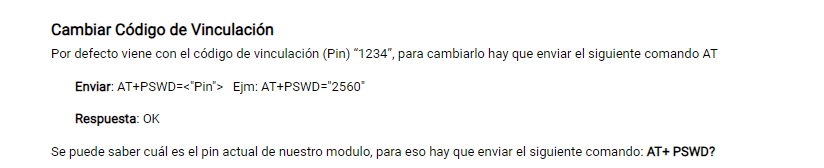 Cambiar Código de Vinculación
Por defecto viene con el código de vinculación (Pin) “1234”, para cambiarlo hay que enviar el siguiente comando AT
Enviar: AT+PSWD=<"Pin">   Ejm: AT+PSWD="2560"
Respuesta: OK
Se puede saber cuál es el pin actual de nuestro modulo, para eso hay que enviar el siguiente comando: AT+ PSWD?